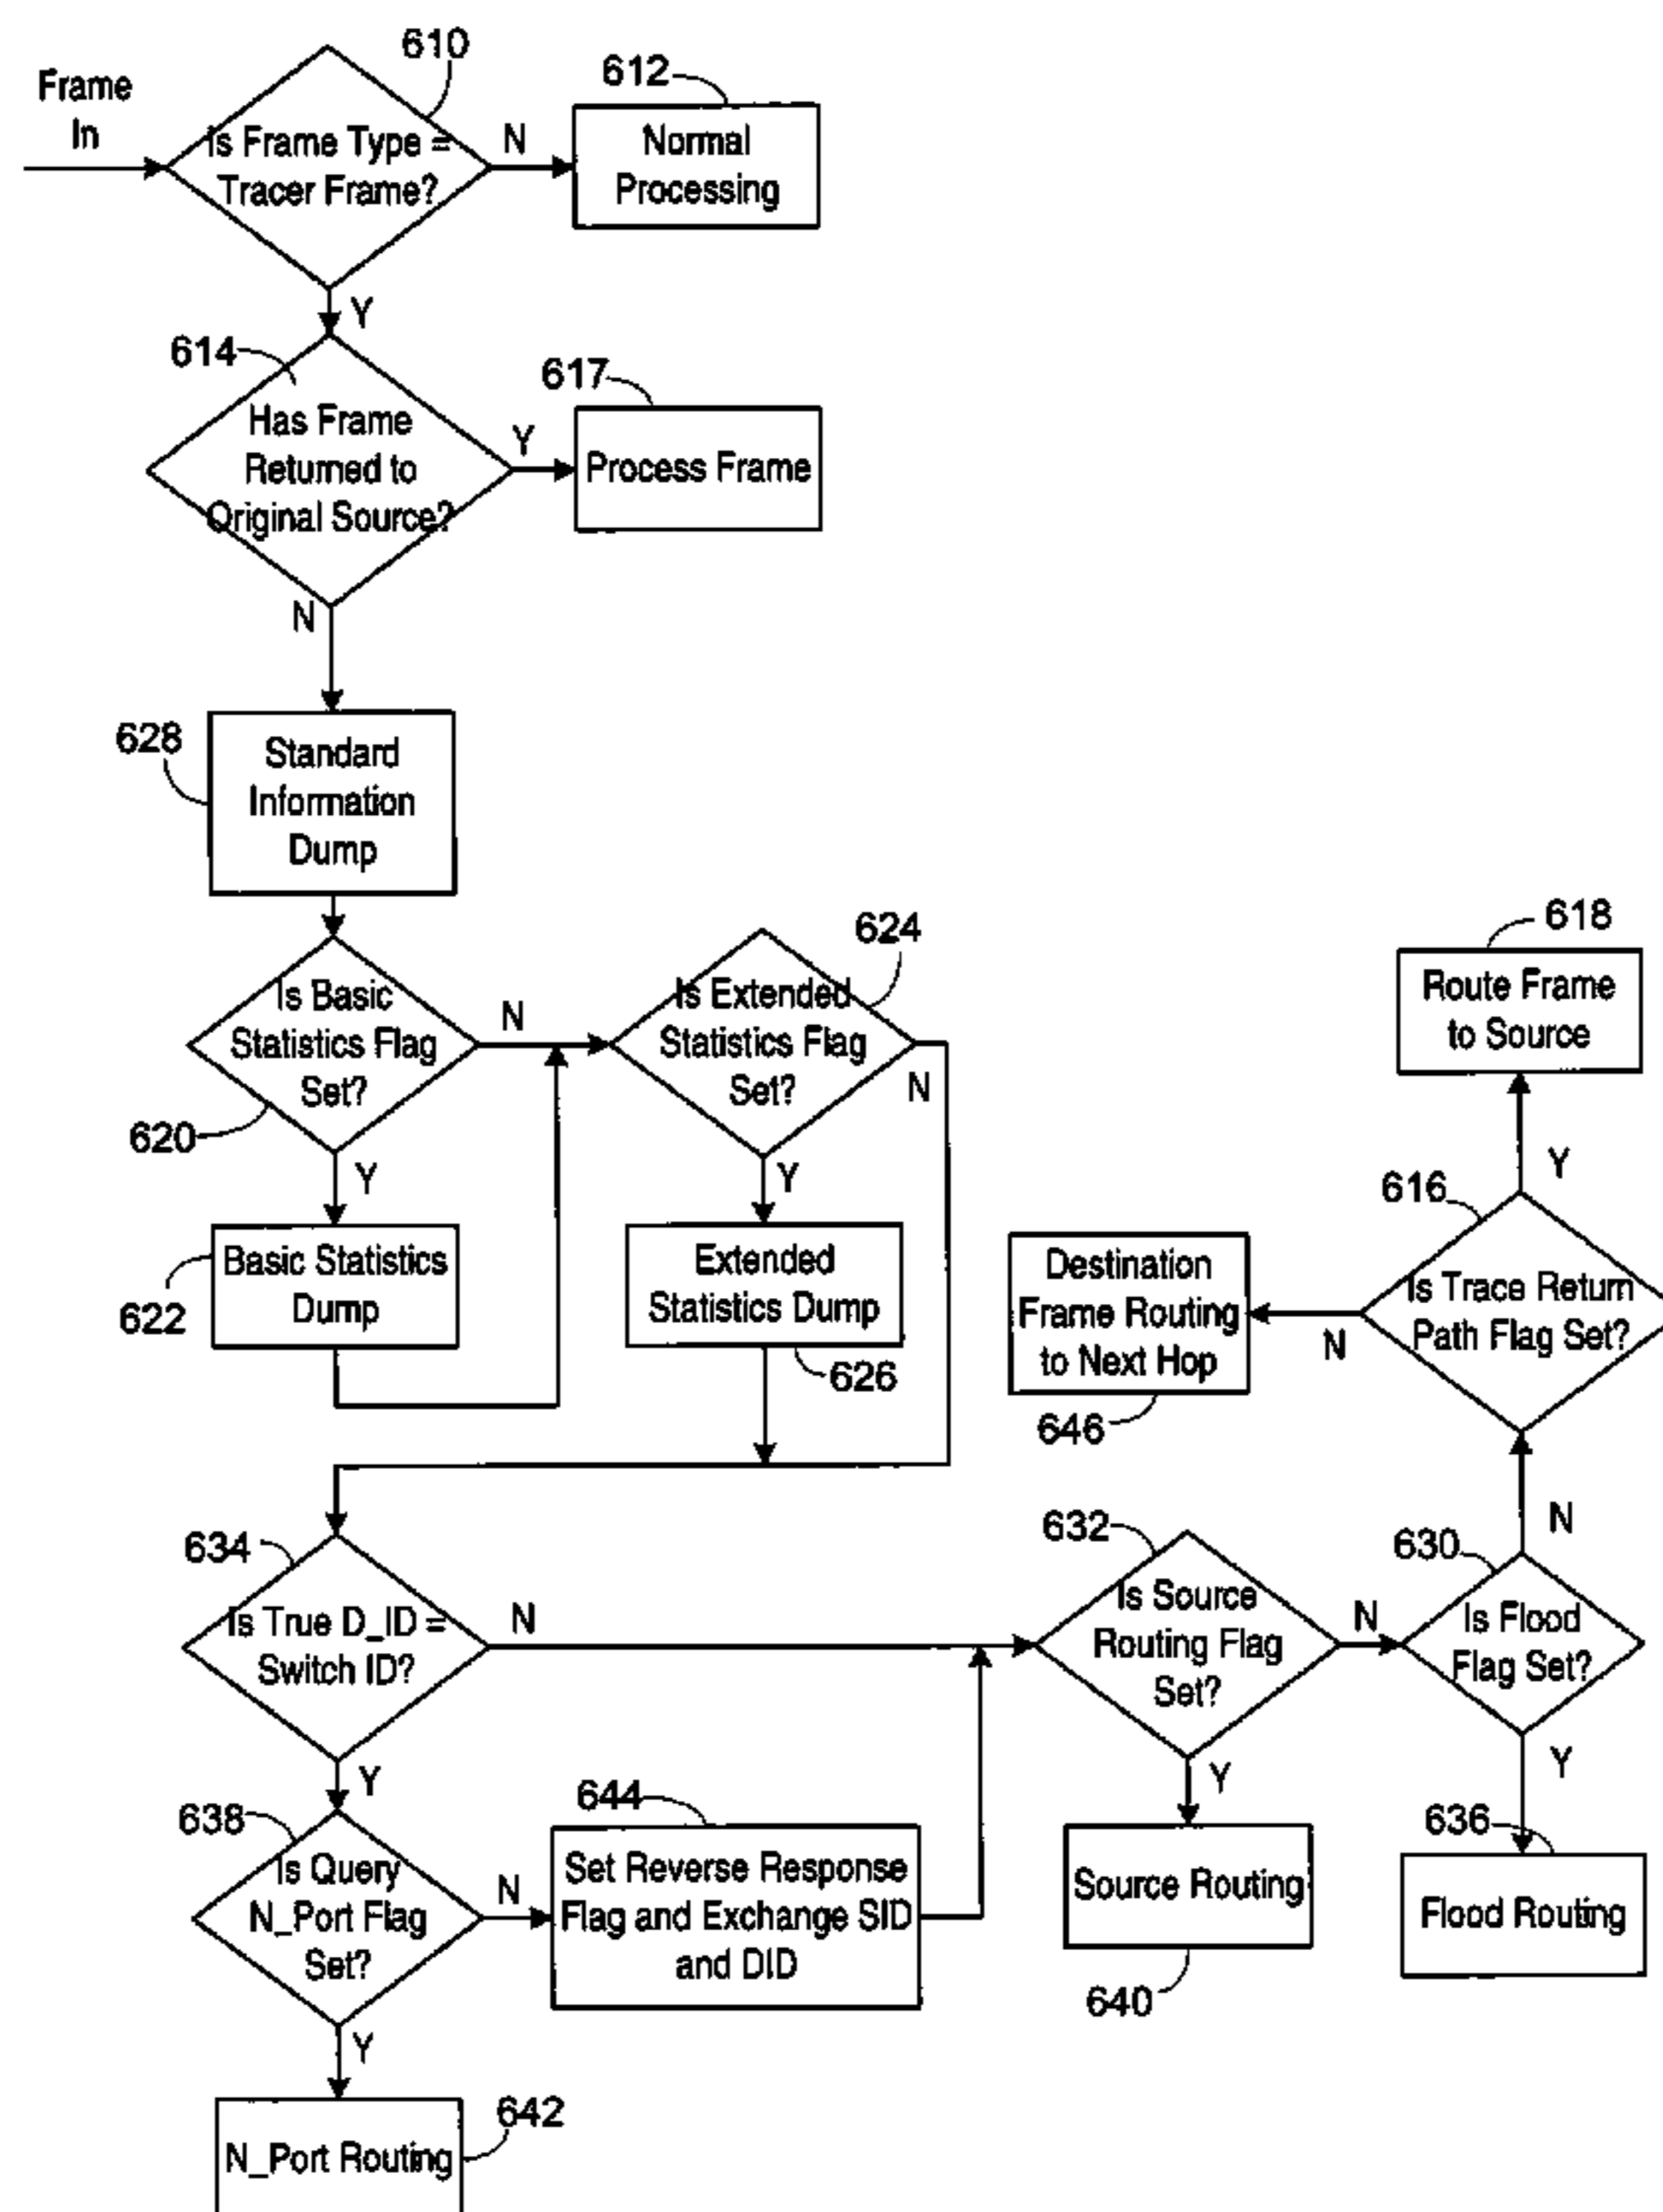 610
Frame
In
Is Frame Type =
Tracer Frame?
N
612
Normal
Processing
Y
614
Has Frame
Returned to
Original Source?
Y
617
Process Frame
N
628
Standard
Information
Dump
Is Basic
Statistics Flag
Set?
620
N
624
Is Extended
Statistics Flag
Set?
N
Y
622
Basic Statistics
Dump
Y
Extended
Statistics Dump
626
618
Route Frame
to Source
Y
616
Is Trace Return
Path Flag Set?
N
Destination
Frame Routing
to Next Hop
646
N
634
Is True D_ID =
Switch ID?
N
632
Is Source
Routing Flag
Set?
N
630
Is Flood
Flag Set?
Y
638
Is Query
N_Port Flag
Set?
N
644
Set Reverse Response
Flag and Exchange SID
and DID
Y
Source Routing
640
Y
636
Flood Routing
Y
642
N_Port Routing